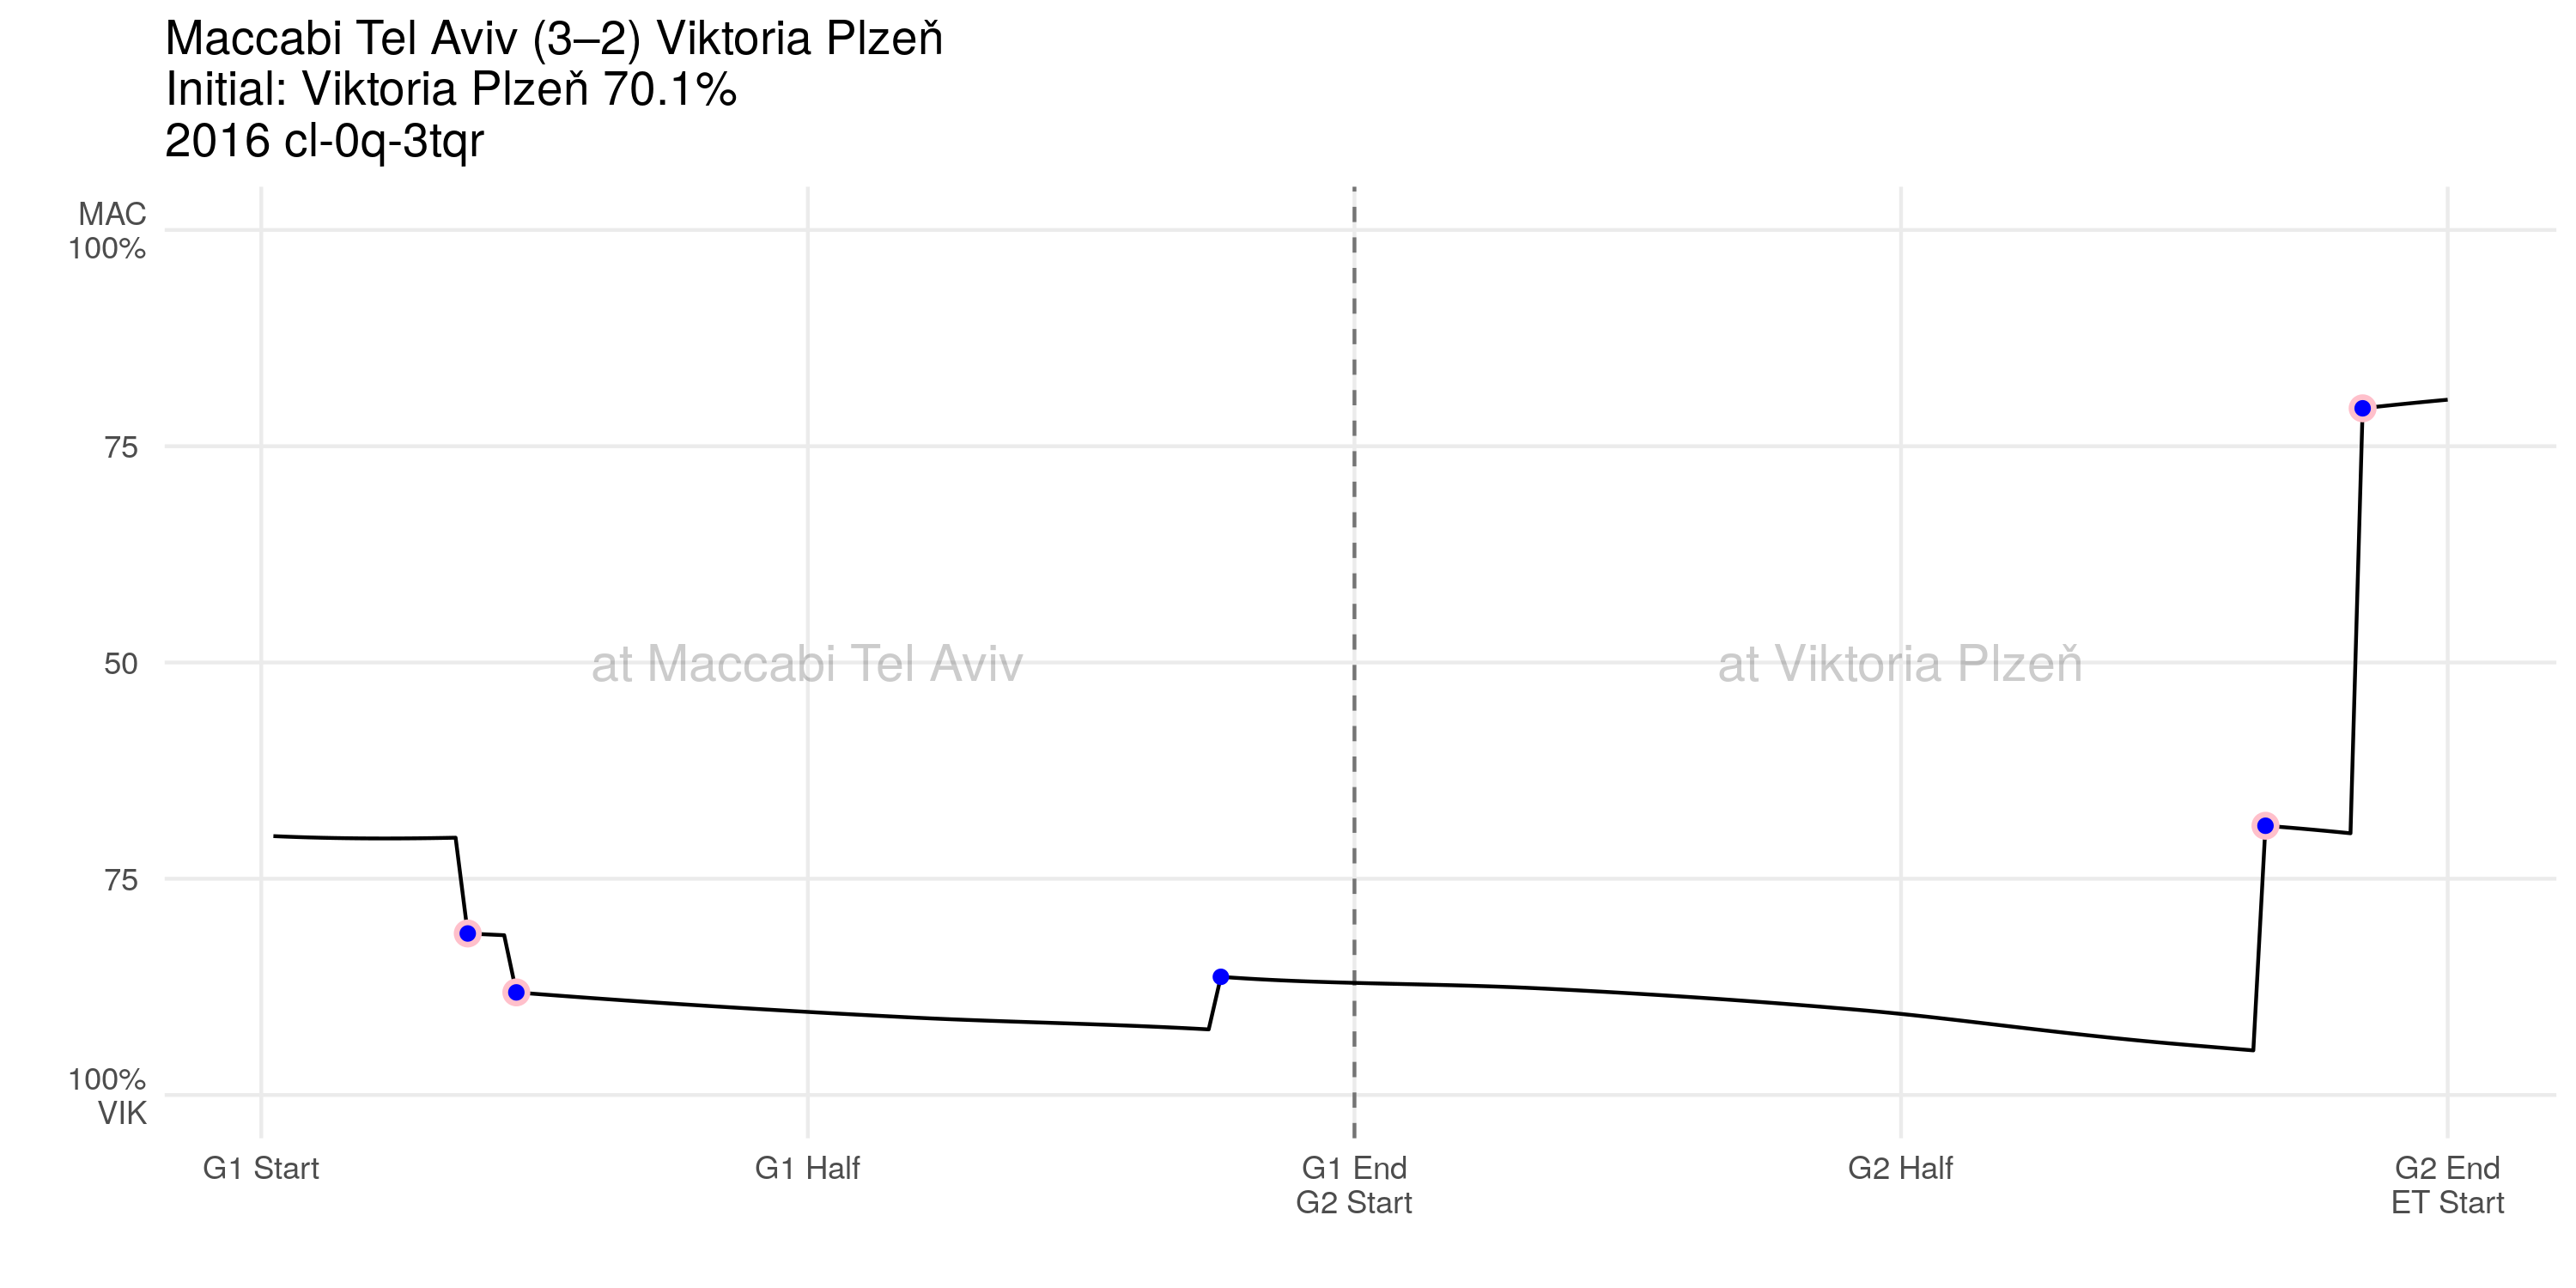 Maccabi Tel Aviv (3–2) Viktoria Plzeň
Initial: Viktoria Plzeň 70.1%
2016 cl-0q-3tqr
MAC
100%
75
50
75
100%
VIK
at Maccabi Tel Aviv
at Viktoria Plzeň
G1 Start
G1 Half
G1 End
G2 Start
G2 Half
G2 End
ET Start